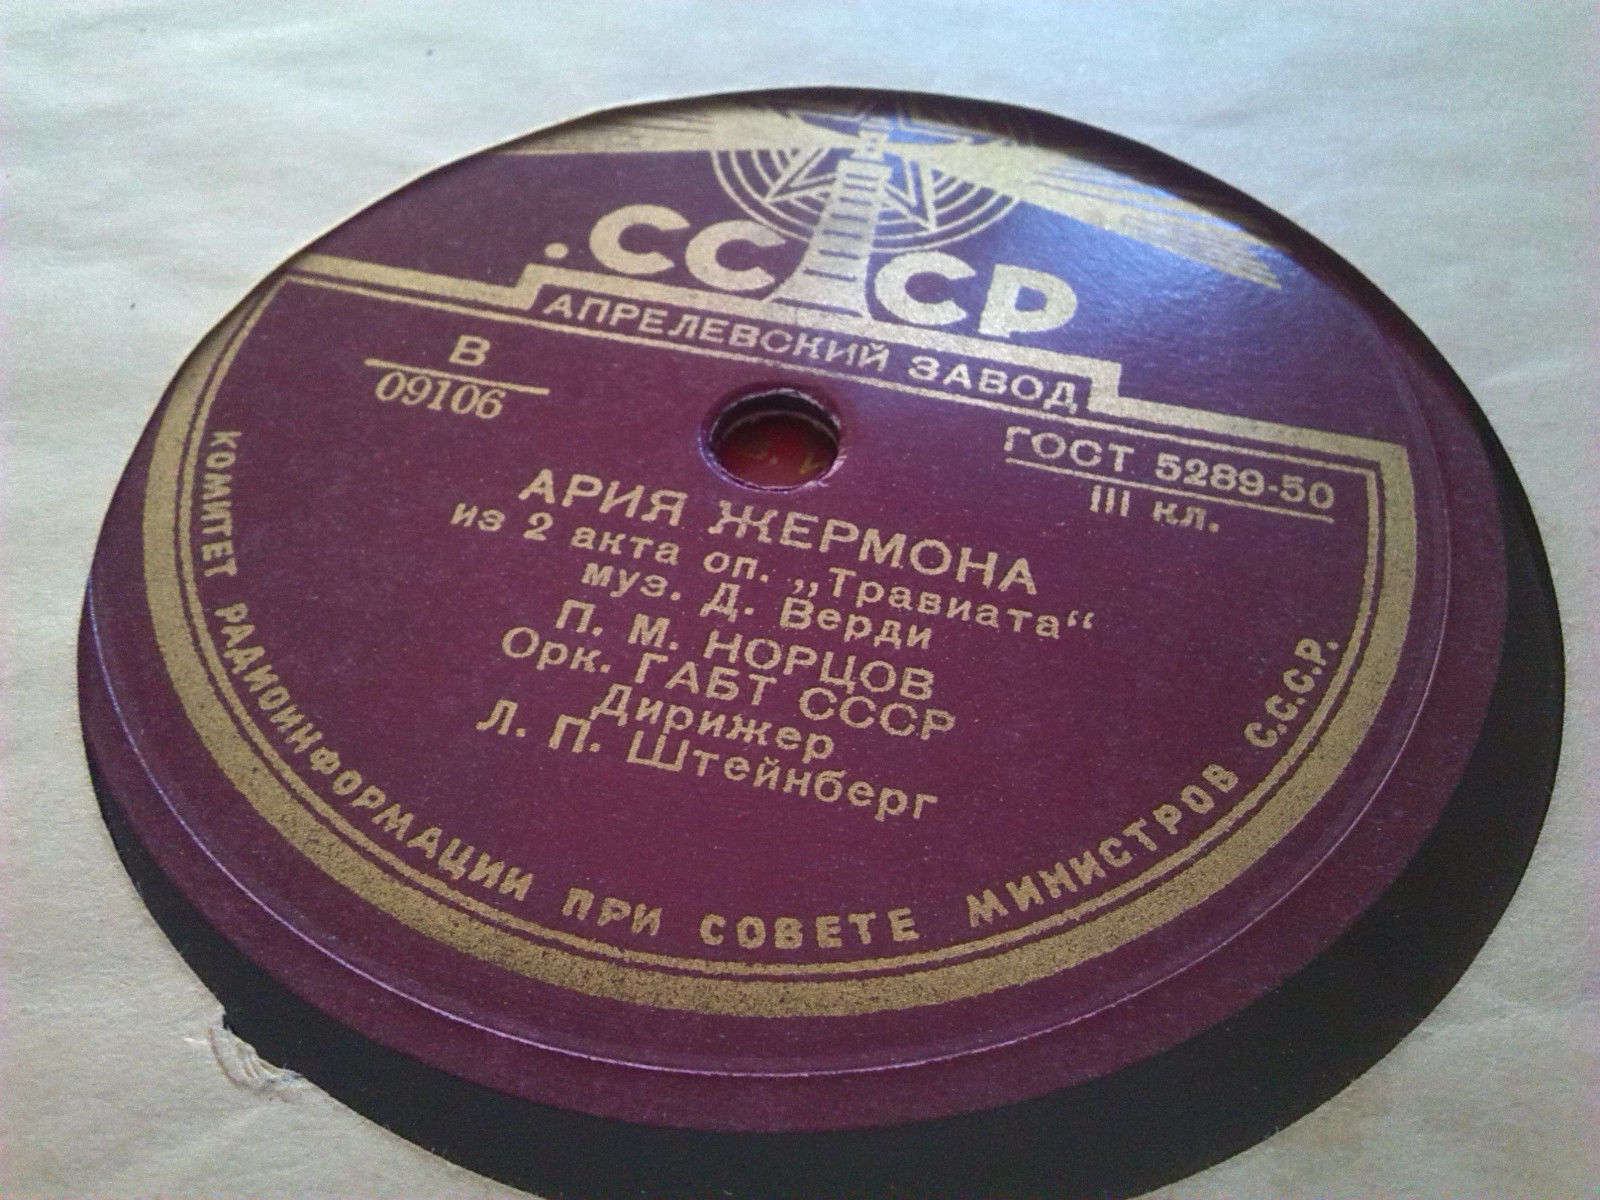 .СССР
АПРЕЛЕВСКИЙ ЗАВОД
В
09106
ГОСТ 5289-50
III кл.
АРИЯ ЖЕРМОНА
из 2 акта оп. „Травиата“
муз. Д. Верди
П. М. НОРЦОВ
Орк. ГАБТ СССР
Дирижер
Л. П. Штейнберг
КОМИТЕТ РАДИОИНФОРМАЦИИ ПРИ СОВЕТЕ МИНИСТРОВ С.С.С.Р.